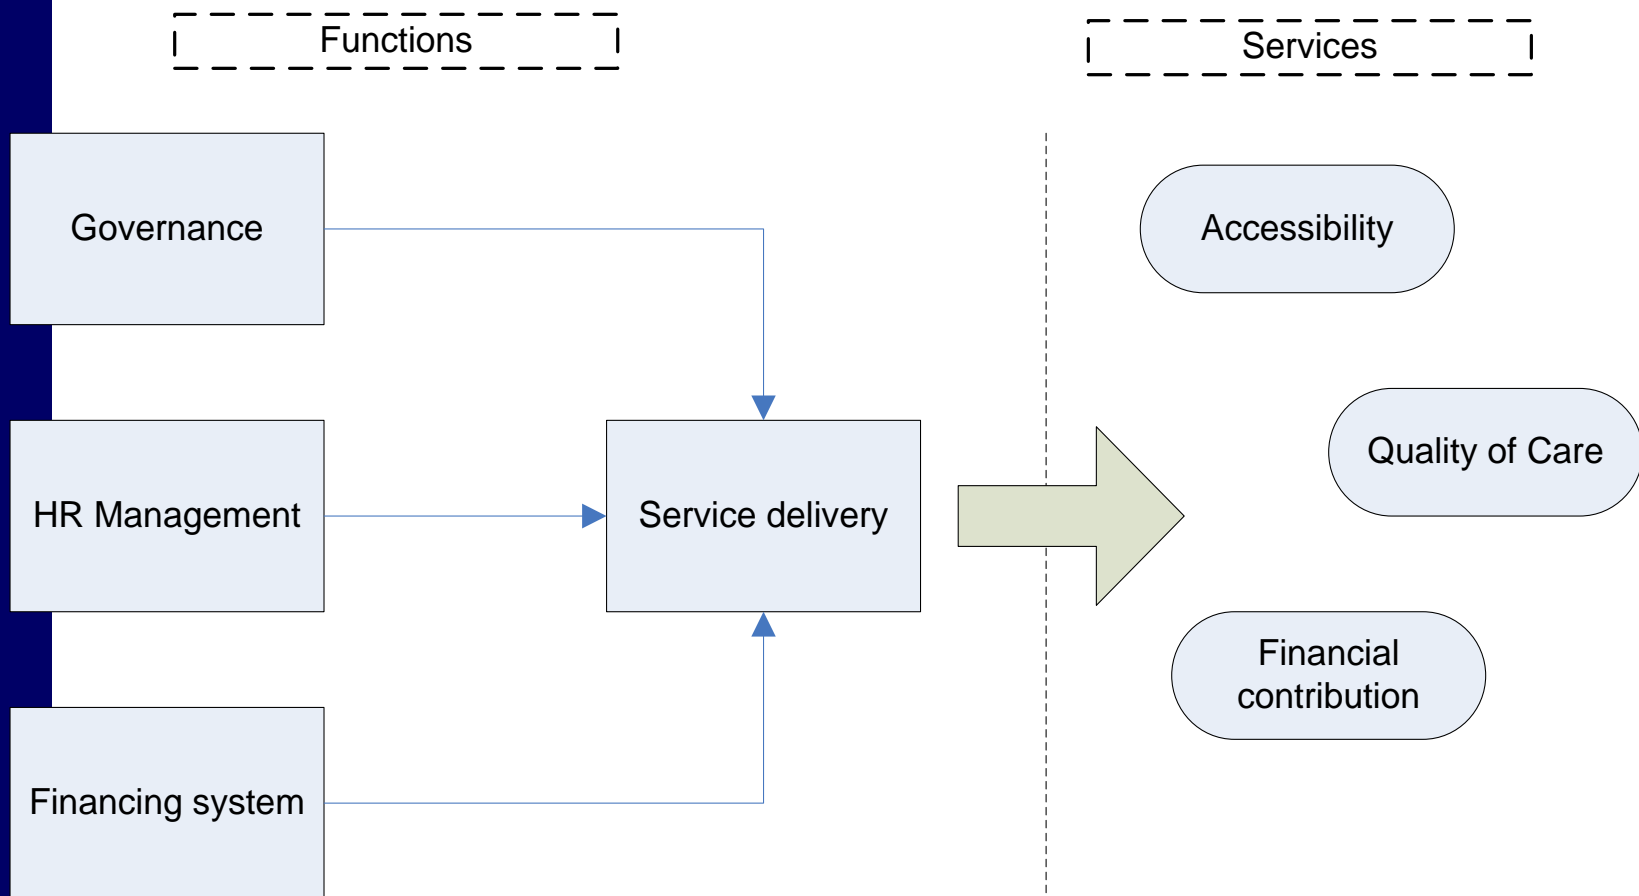 Functions
Services
Governance
Accessibility
Quality of Care
HR Management
Service delivery
Financial
contribution
Financing system